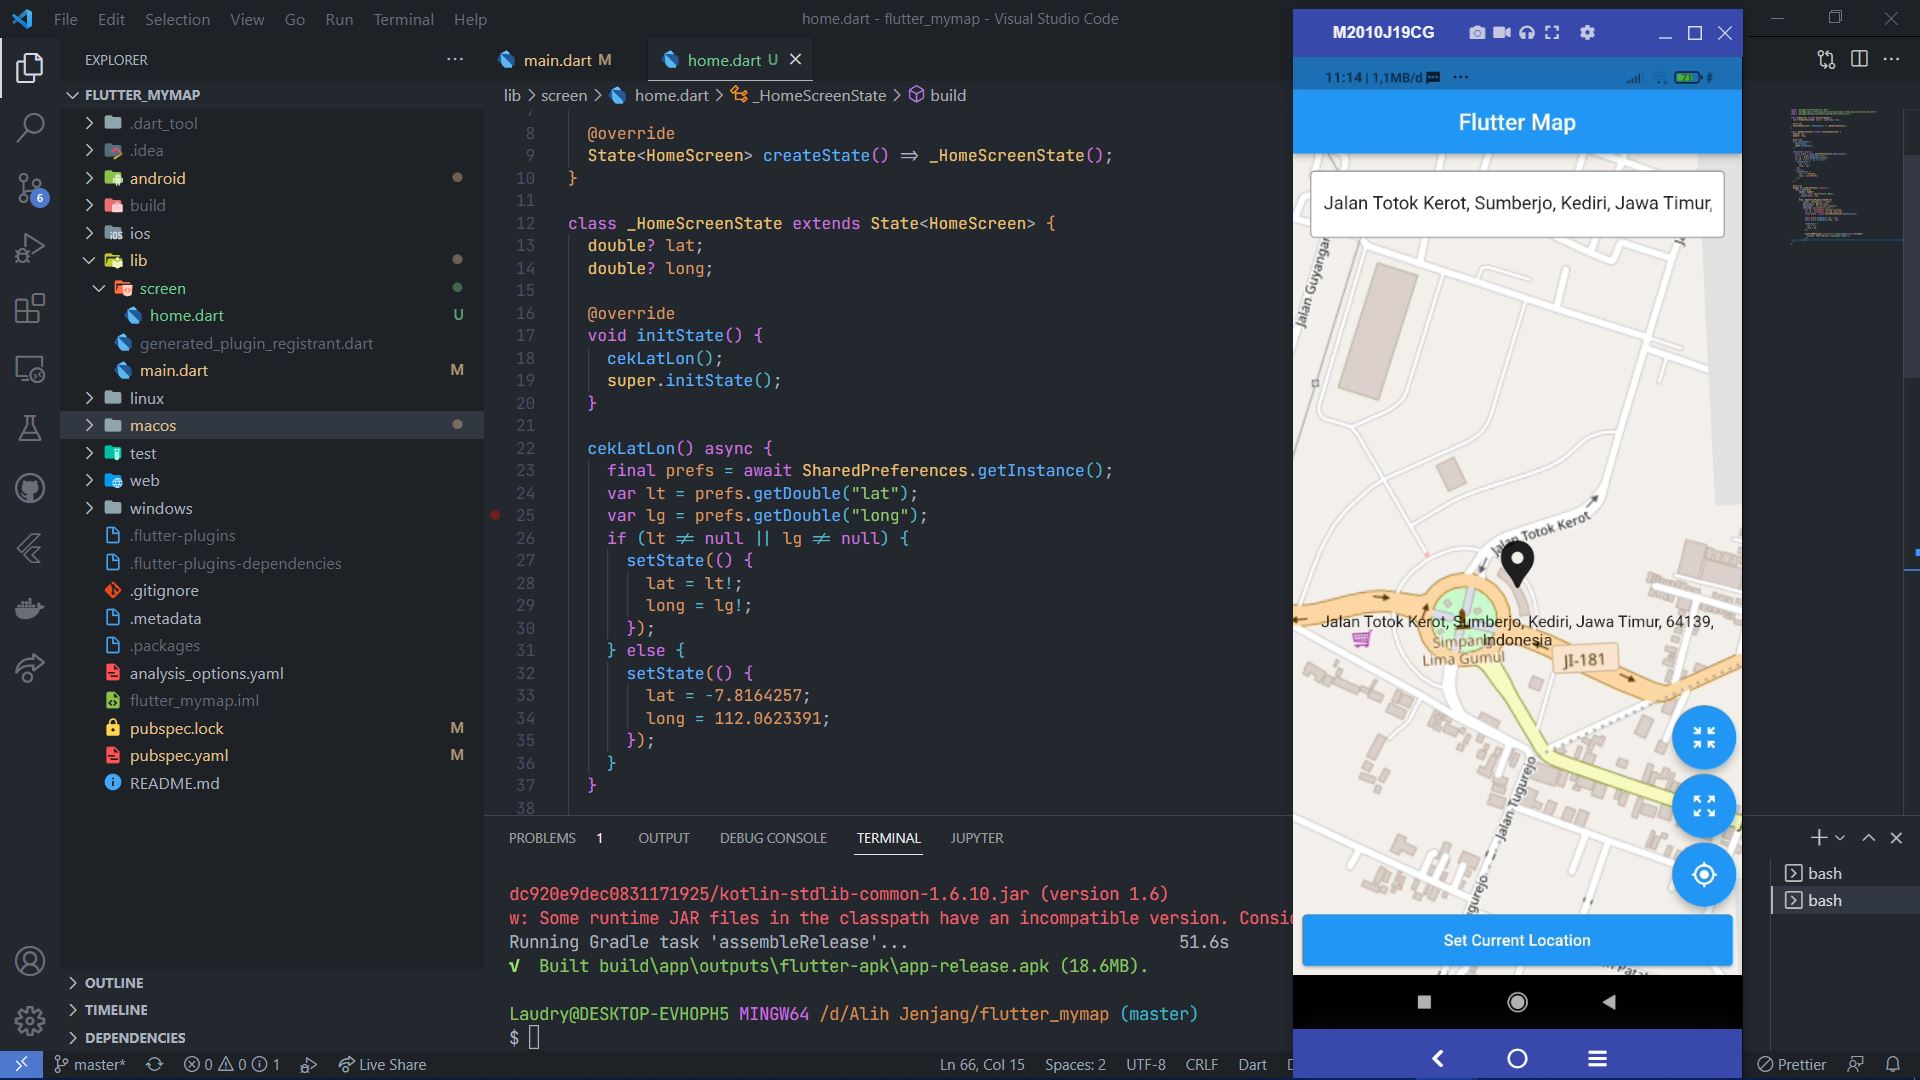 File Edit Selection View Go Run Terminal Help
home.dart - flutter_mymap - Visual Studio Code
EXPLORER
FLUTTER_MYMAP
.dart_tool
.idea
android
build
ios
lib
screen
home.dart U
generated_plugin_registrant.dart
main.dart M
linux
macos
test
web
windows
.flutter-plugins
.flutter-plugins-dependencies
.gitignore
.metadata
.packages
analysis_options.yaml
flutter_mymap.iml
pubspec.lock M
pubspec.yaml M
README.md
OUTLINE
TIMELINE
DEPENDENCIES
6
main.dart M
home.dart U
lib > screen > home.dart > _HomeScreenState > build
7
8 @override
9 State<HomeScreen> createState() => _HomeScreenState();
10 }
11
12 class _HomeScreenState extends State<HomeScreen> {
13 double? lat;
14 double? long;
15
16 @override
17 void initState() {
18 cekLatLon();
19 super.initState();
20 }
21
22 cekLatLon() async {
23 final prefs = await SharedPreferences.getInstance();
24 var lt = prefs.getDouble("lat");
25 var lg = prefs.getDouble("long");
26 if (lt != null || lg != null) {
27 setState(() {
28 lat = lt!;
29 long = lg!;
30 });
31 } else {
32 setState(() {
33 lat = -7.8164257;
34 long = 112.0623391;
35 });
36 }
37 }
38
PROBLEMS 1 OUTPUT DEBUG CONSOLE TERMINAL JUPYTER
dc920e9dec0831171925/kotlin-stdlib-common-1.6.10.jar (version 1.6)
w: Some runtime JAR files in the classpath have an incompatible version. Consi
Running Gradle task 'assembleRelease'... 51.6s
√ Built build\app\outputs\flutter-apk\app-release.apk (18.6MB).
Laudry@DESKTOP-EVHOPH5 MINGW64 /d/Alih Jenjang/flutter_mymap (master)
$
bash
bash
M2010J19CG
11:14 | 1,1MB/d
71
Flutter Map
Jalan Totok Kerot, Sumberjo, Kediri, Jawa Timur,
Jalan Guyangan
Jalan Totok Kerot
Jalan Totok Kerot, Sumberjo, Kediri, Jawa Timur, 64139,
Indonesia
Simpang
Lima Gumul
Jl-181
Jalan Tugurejo
Tugurejo
Set Current Location
master* 0 0 1 Live Share
Ln 66, Col 15 Spaces: 2 UTF-8 CRLF Dart
Prettier